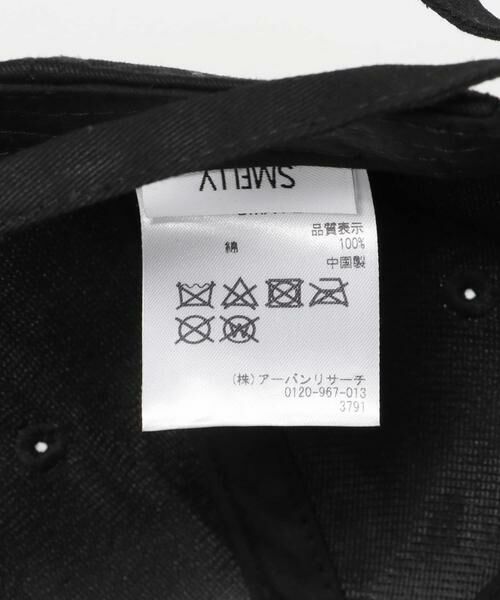 SMELLY
品質表示
綿 100%
中国製
W
(株)アーバンリサーチ
0120-967-013
3791